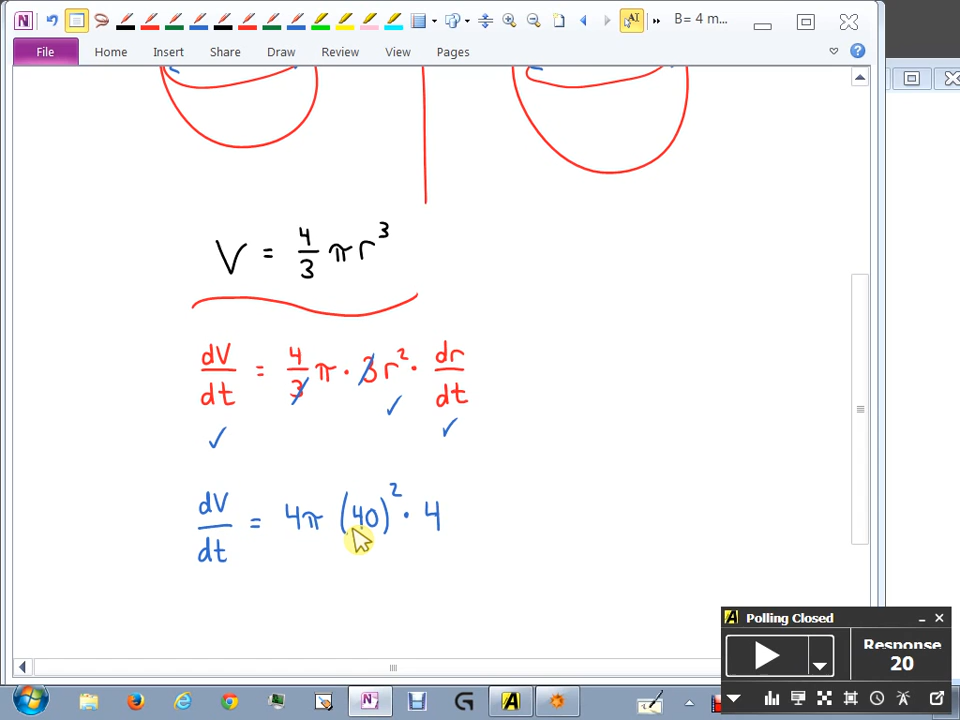 B= 4 m...
File Home Insert Share Draw Review View Pages
V = 4/3 πr³
dV/dt = 4/3 π · 3r² · dr/dt
dV/dt = 4π (40)² · 4
Polling Closed
Response
20